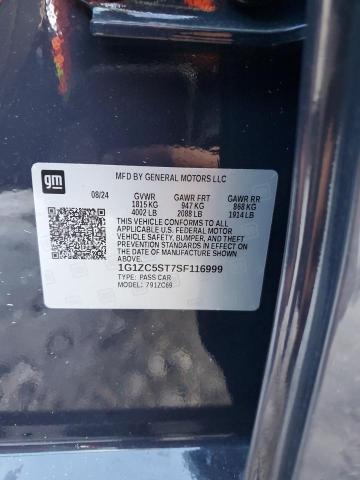 gm
MFD BY GENERAL MOTORS LLC
08/24 GVWR GAWR FRT GAWR RR
1815 KG 947 KG 868 KG
4002 LB 2088 LB 1914 LB
THIS VEHICLE CONFORMS TO ALL
APPLICABLE U.S. FEDERAL MOTOR
VEHICLE SAFETY, BUMPER, AND THEFT
PREVENTION STANDARDS IN EFFECT ON
THE DATE OF MANUFACTURE SHOWN
ABOVE.
1G1ZC5ST7SF116999
TYPE: PASS CAR
MODEL: 791ZC69